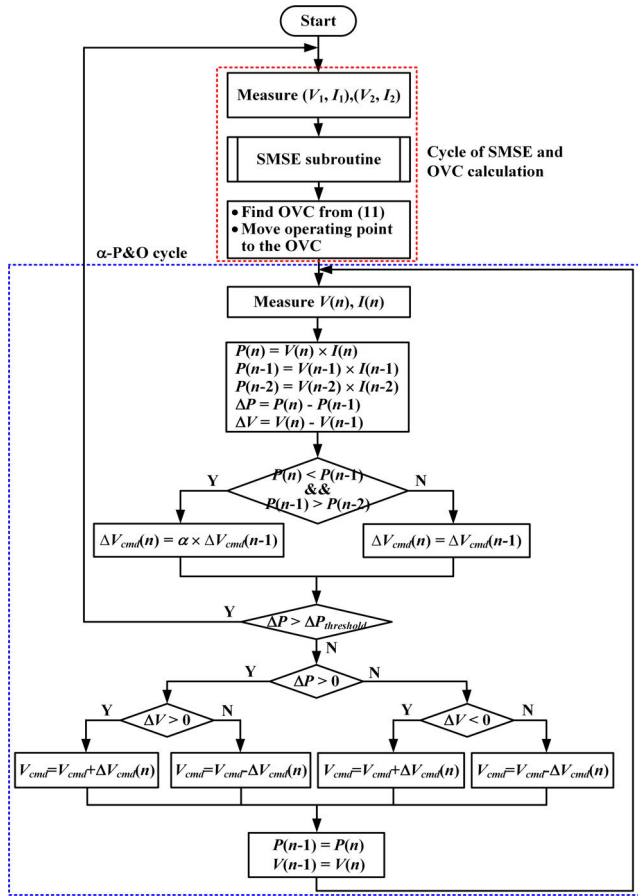 Start
Measure (V₁, I₁),(V₂, I₂)
SMSE subroutine
Cycle of SMSE and
OVC calculation
• Find OVC from (11)
• Move operating point
to the OVC
α-P&O cycle
Measure V(n), I(n)
P(n) = V(n) × I(n)
P(n-1) = V(n-1) × I(n-1)
P(n-2) = V(n-2) × I(n-2)
ΔP = P(n) - P(n-1)
ΔV = V(n) - V(n-1)
P(n) < P(n-1)
&&
P(n-1) > P(n-2)
Y
N
ΔVcmd(n) = α × ΔVcmd(n-1)
ΔVcmd(n) = ΔVcmd(n-1)
Y
ΔP > ΔPthreshold
N
Y
ΔP > 0
N
Y
ΔV > 0
N
Y
ΔV < 0
N
Vcmd=Vcmd+ΔVcmd(n)
Vcmd=Vcmd-ΔVcmd(n)
Vcmd=Vcmd+ΔVcmd(n)
Vcmd=Vcmd-ΔVcmd(n)
P(n-1) = P(n)
V(n-1) = V(n)